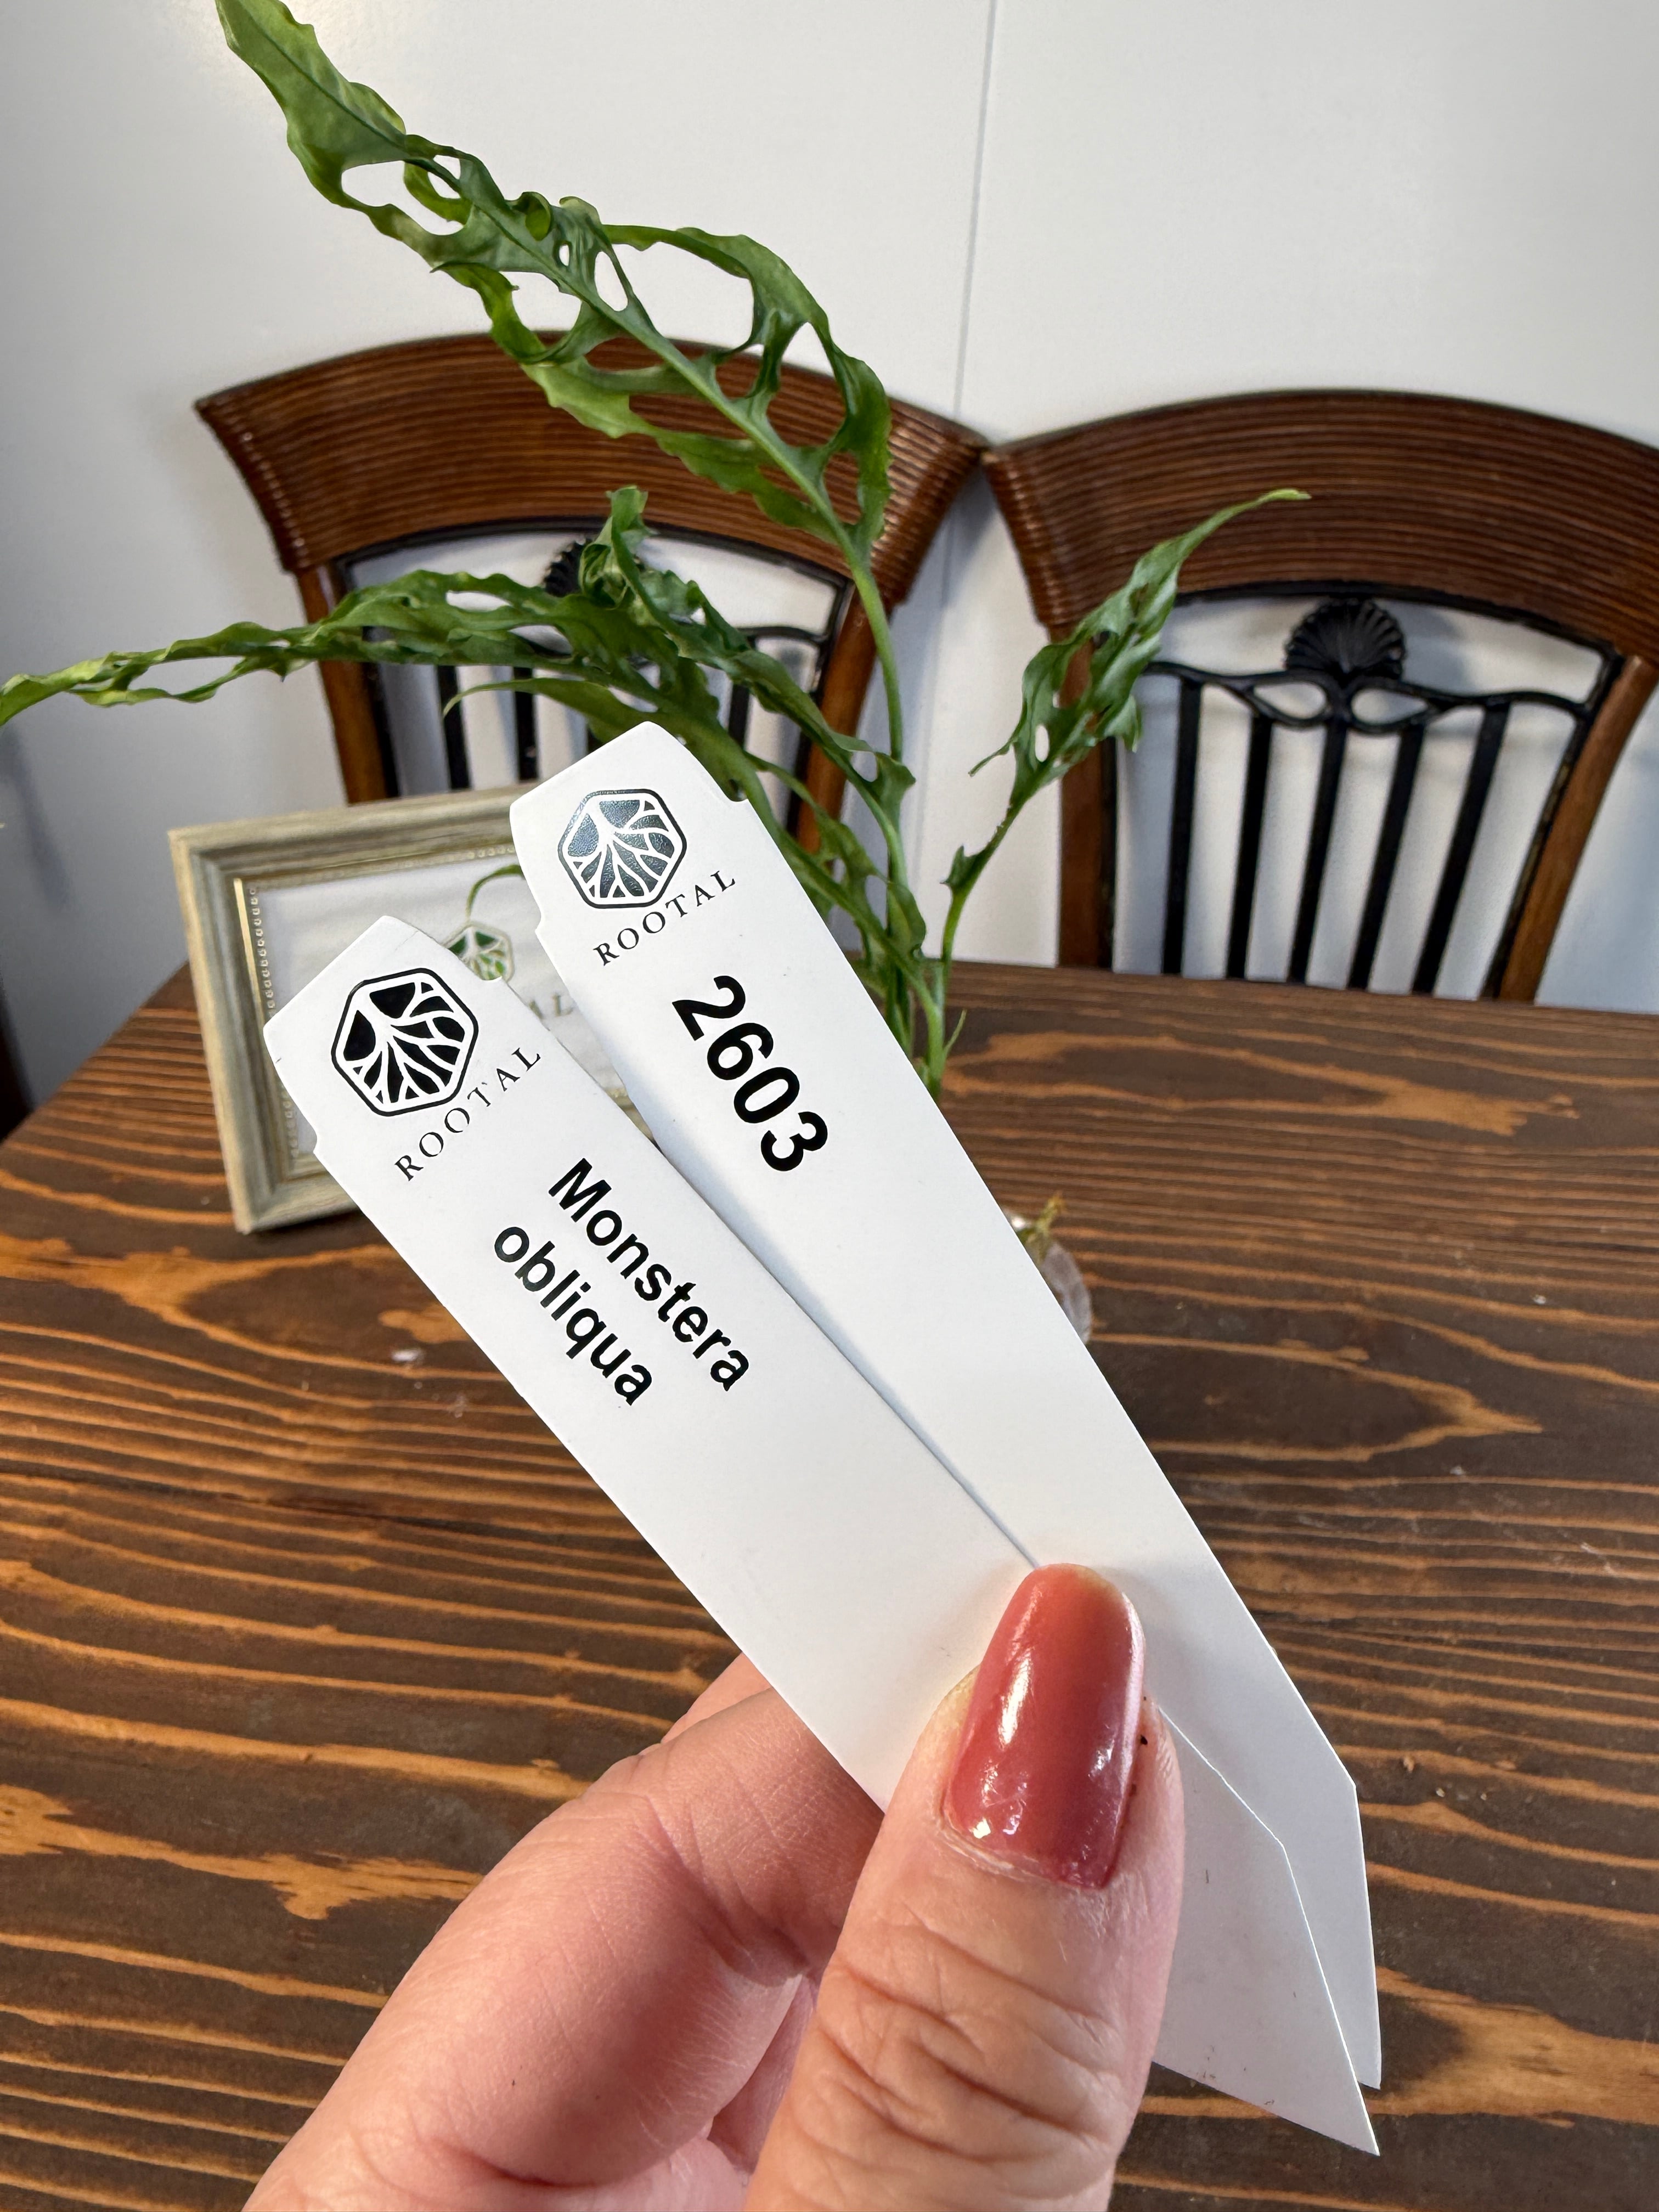 ROOTAL
Monstera
obliqua
ROOTAL
2603